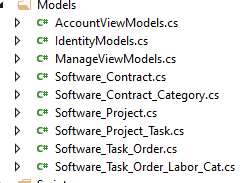 Models
C# AccountViewModels.cs
C# IdentityModels.cs
C# ManageViewModels.cs
C# Software_Contract.cs
C# Software_Contract_Category.cs
C# Software_Project.cs
C# Software_Project_Task.cs
C# Software_Task_Order.cs
C# Software_Task_Order_Labor_Cat.cs